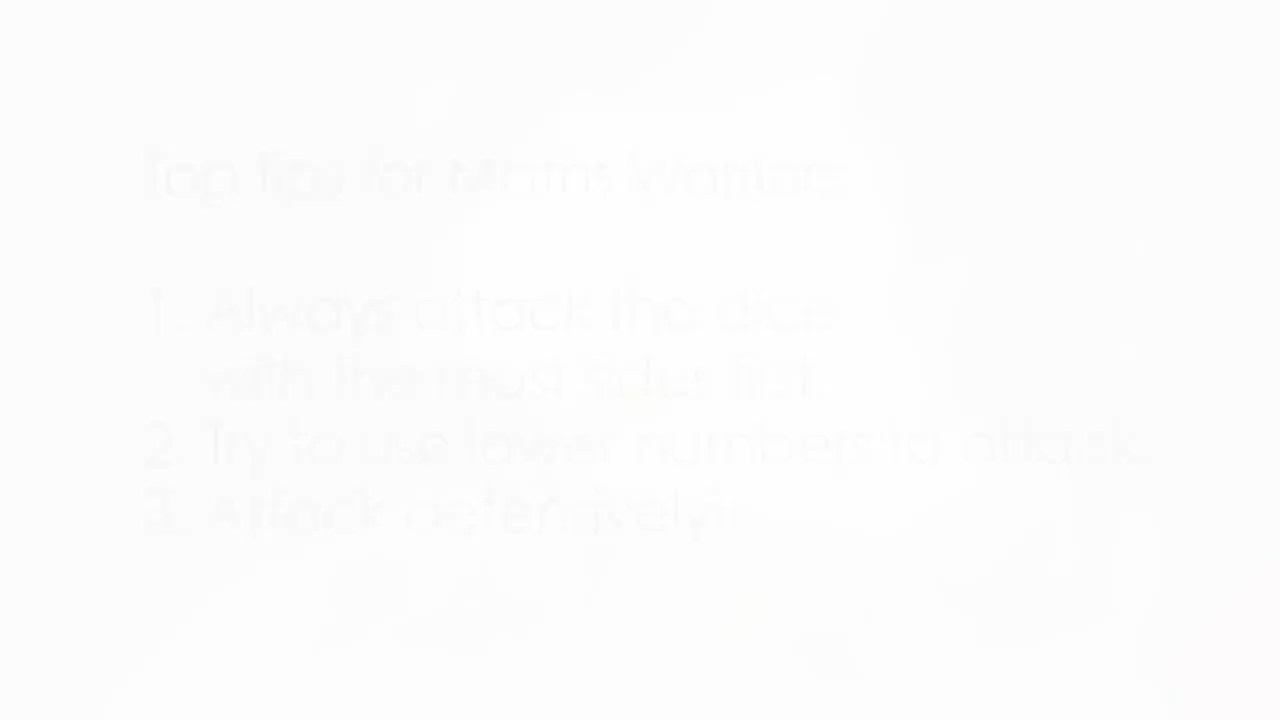 Top tips for Maths Warriors
1. Always attack the dice
with the most sides first.
2. Try to use lower numbers to attack.
3. Attack defensively!